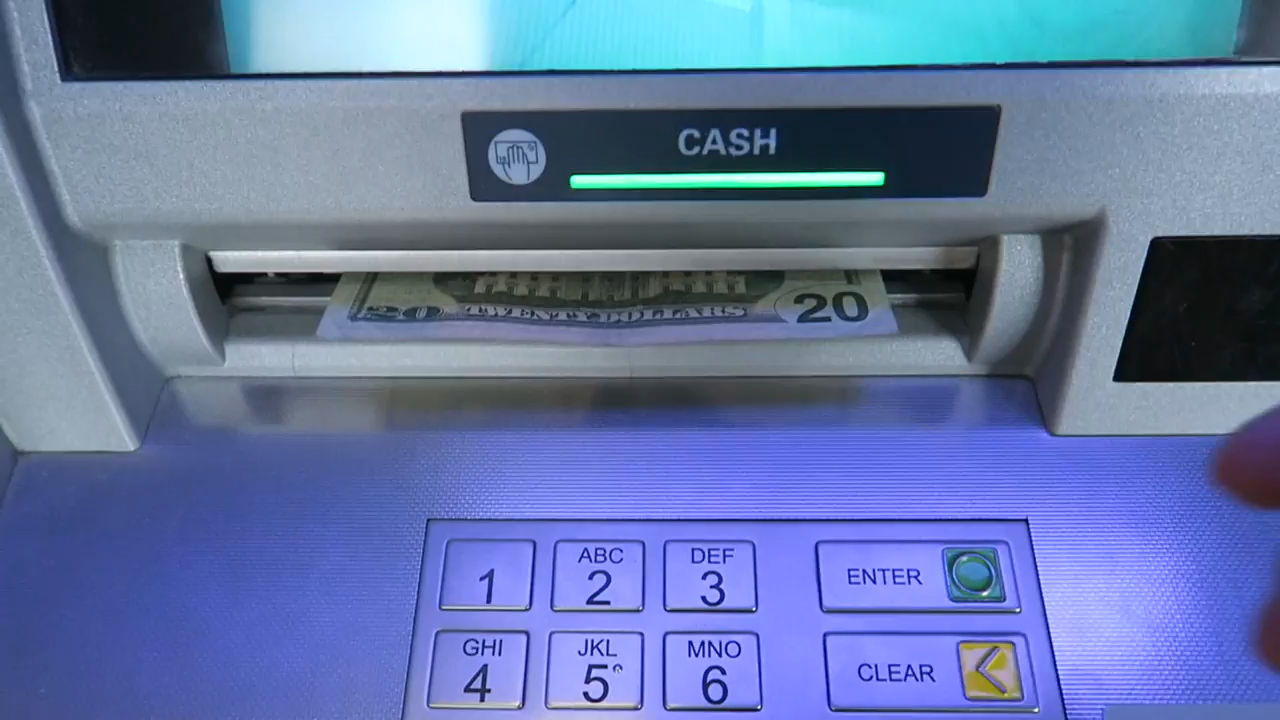 CASH
20 TWENTY DOLLARS 20
1
ABC
2
DEF
3
ENTER
GHI
4
JKL
5
MNO
6
CLEAR